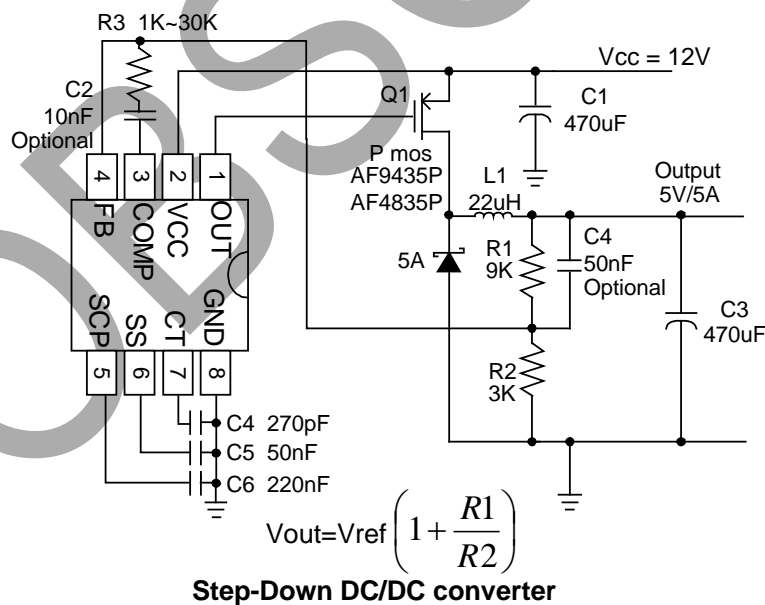 R3 1K~30K
C2
10nF
Optional
Vcc = 12V
Q1
C1
470uF
P mos
AF9435P
AF4835P
L1
22uH
Output
5V/5A
4
3
2
1
FB
COMP
VCC
OUT
SCP
SS
CT
GND
5
6
7
8
5A
R1
9K
C4
50nF
Optional
C3
470uF
R2
3K
C4 270pF
C5 50nF
C6 220nF
Vout=Vref(1+R1/R2)
Step-Down DC/DC converter